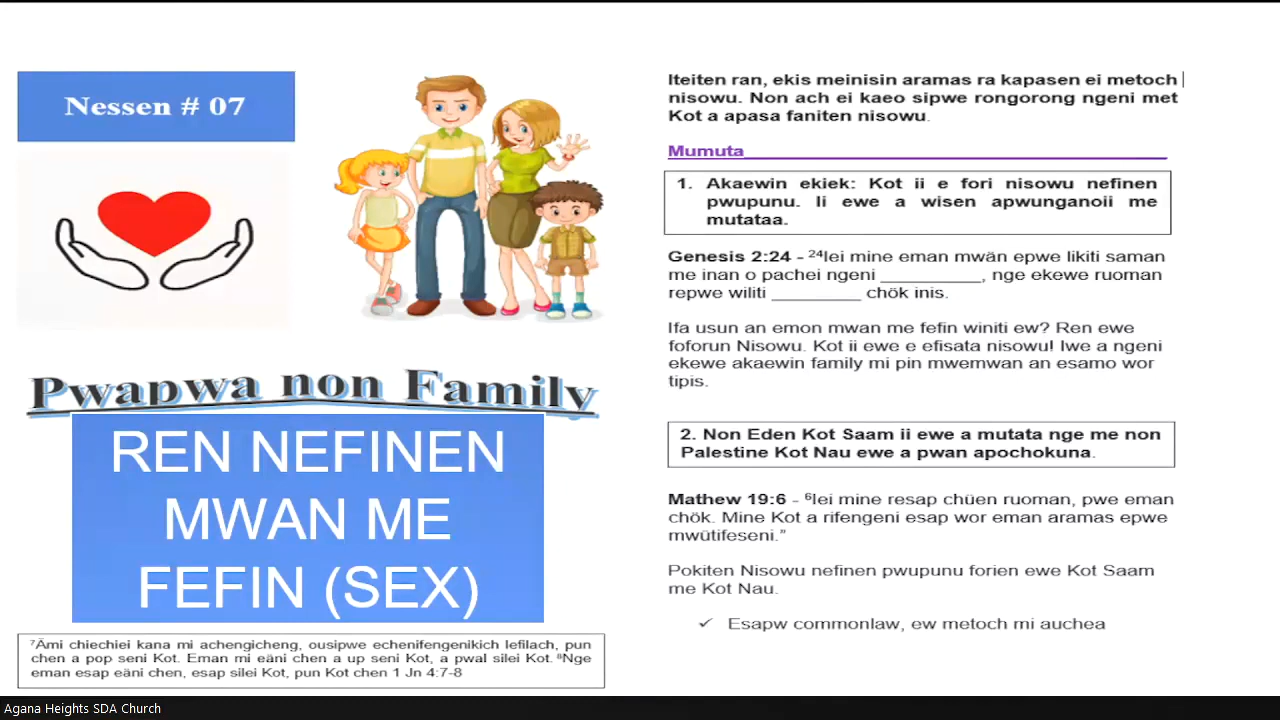 Nessen # 07
Pwapwa non Family
REN NEFINEN
MWAN ME
FEFIN (SEX)
⁷Ämi chiechiei kana mi achengicheng, ousipwe echenifengenikich lefilach, pun
chen a pop seni Kot. Eman mi eäni chen a up seni Kot, a pwal silei Kot. ⁸Nge
eman esap eäni chen, esap silei Kot, pun Kot chen 1 Jn 4:7-8
Iteiten ran, ekis meinisin aramas ra kapasen ei metoch
nisowu. Non ach ei kaeo sipwe rongorong ngeni met
Kot a apasa faniten nisowu.
Mumuta
1. Akaewin ekiek: Kot ii e fori nisowu nefinen
pwupunu. Ii ewe a wisen apwunganoii me
mutataa.
Genesis 2:24 - ²⁴Iei mine eman mwän epwe likiti saman
me inan o pachei ngeni __________, nge ekewe ruoman
repwe wiliti ________ chök inis.
Ifa usun an emon mwan me fefin winiti ew? Ren ewe
foforun Nisowu. Kot ii ewe e efisata nisowu! Iwe a ngeni
ekewe akaewin family mi pin mwemwan an esamo wor
tipis.
2. Non Eden Kot Saam ii ewe a mutata nge me non
Palestine Kot Nau ewe a pwan apochokuna.
Mathew 19:6 - ⁶Iei mine resap chüen ruoman, pwe eman
chök. Mine Kot a rifengeni esap wor eman aramas epwe
mwütifeseni.”
Pokiten Nisowu nefinen pwupunu forien ewe Kot Saam
me Kot Nau.
✓ Esapw commonlaw, ew metoch mi auchea
Agana Heights SDA Church